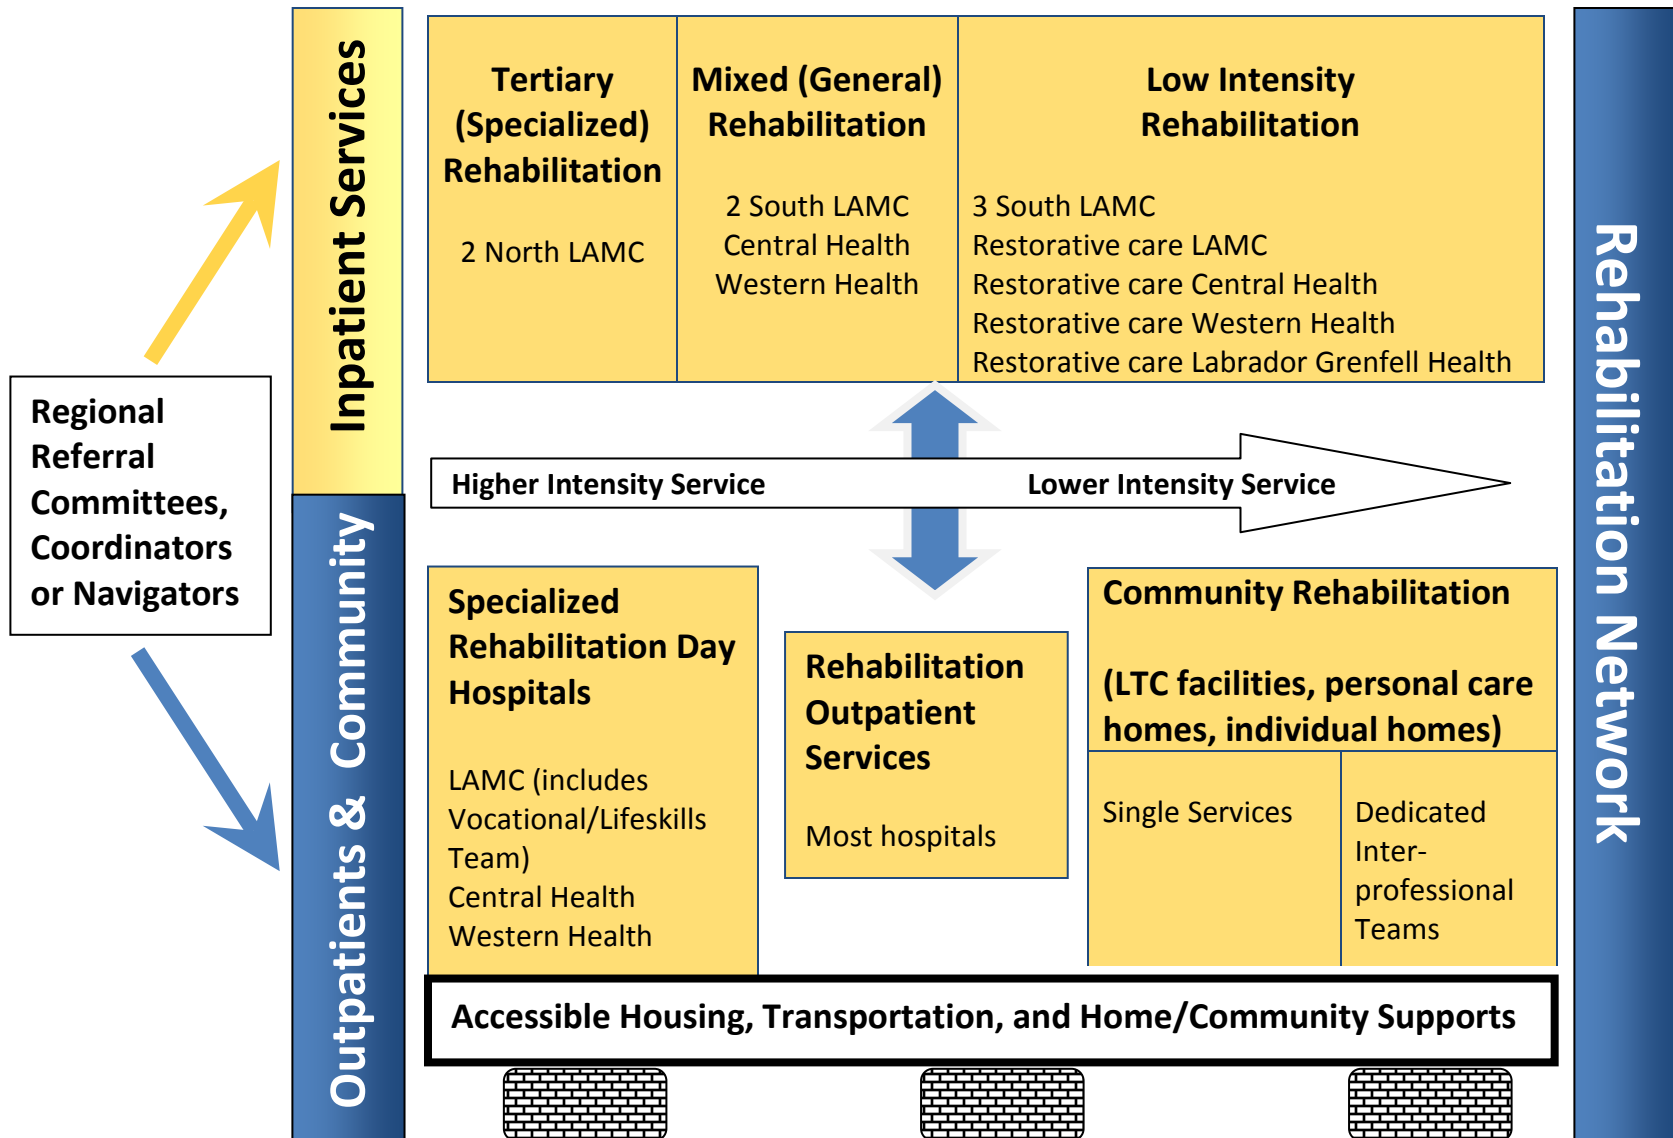 Regional
Referral
Committees,
Coordinators
or Navigators
Inpatient Services
Outpatients & Community
Tertiary
(Specialized)
Rehabilitation
2 North LAMC
Mixed (General)
Rehabilitation
2 South LAMC
Central Health
Western Health
Low Intensity
Rehabilitation
3 South LAMC
Restorative care LAMC
Restorative care Central Health
Restorative care Western Health
Restorative care Labrador Grenfell Health
Higher Intensity Service
Lower Intensity Service
Specialized
Rehabilitation Day
Hospitals
LAMC (includes
Vocational/Lifeskills
Team)
Central Health
Western Health
Rehabilitation
Outpatient
Services
Most hospitals
Community Rehabilitation
(LTC facilities, personal care
homes, individual homes)
Single Services
Dedicated
Inter-
professional
Teams
Accessible Housing, Transportation, and Home/Community Supports
Rehabilitation Network